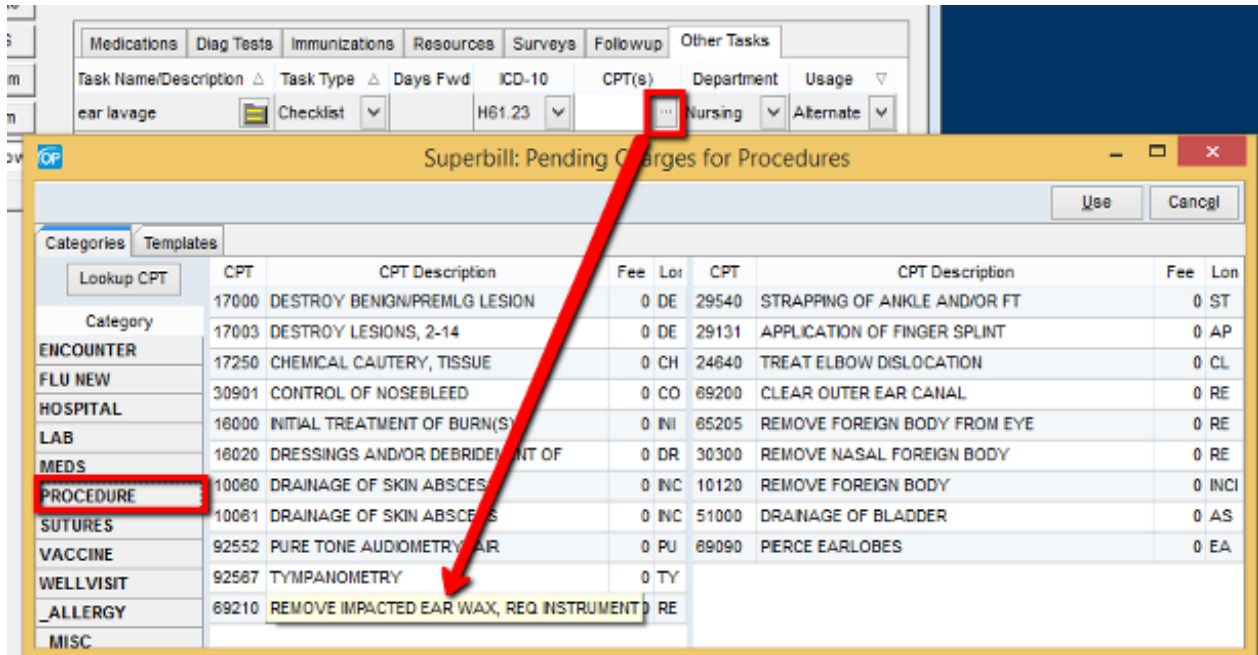 Medications Diag Tests Immunizations Resources Surveys Followup Other Tasks
Task Name/Description Task Type Days Fwd ICD-10 CPT(s) Department Usage
ear lavage Checklist H61.23 ... Nursing Alternate
OP Superbill: Pending Charges for Procedures
Use Cancel
Categories Templates
Lookup CPT CPT CPT Description Fee Lor CPT CPT Description Fee Lon
17000 DESTROY BENIGN/PREMLG LESION 0 DE 29540 STRAPPING OF ANKLE AND/OR FT 0 ST
Category 17003 DESTROY LESIONS, 2-14 0 DE 29131 APPLICATION OF FINGER SPLINT 0 AP
ENCOUNTER 17250 CHEMICAL CAUTERY, TISSUE 0 CH 24640 TREAT ELBOW DISLOCATION 0 CL
FLU NEW 30901 CONTROL OF NOSEBLEED 0 CO 69200 CLEAR OUTER EAR CANAL 0 RE
HOSPITAL 16000 INITIAL TREATMENT OF BURN(S) 0 INI 65205 REMOVE FOREIGN BODY FROM EYE 0 RE
LAB 16020 DRESSINGS AND/OR DEBRIDEMENT OF 0 DR 30300 REMOVE NASAL FOREIGN BODY 0 RE
MEDS 10060 DRAINAGE OF SKIN ABSCESS 0 INC 10120 REMOVE FOREIGN BODY 0 INCI
PROCEDURE 10061 DRAINAGE OF SKIN ABSCESS 0 INC 51000 DRAINAGE OF BLADDER 0 AS
SUTURES 92552 PURE TONE AUDIOMETRY, AIR 0 PU 69090 PIERCE EARLOBES 0 EA
VACCINE
WELLVISIT 92567 TYMPANOMETRY 0 TY
_ALLERGY 69210 REMOVE IMPACTED EAR WAX, REQ INSTRUMENT 0 RE
MISC